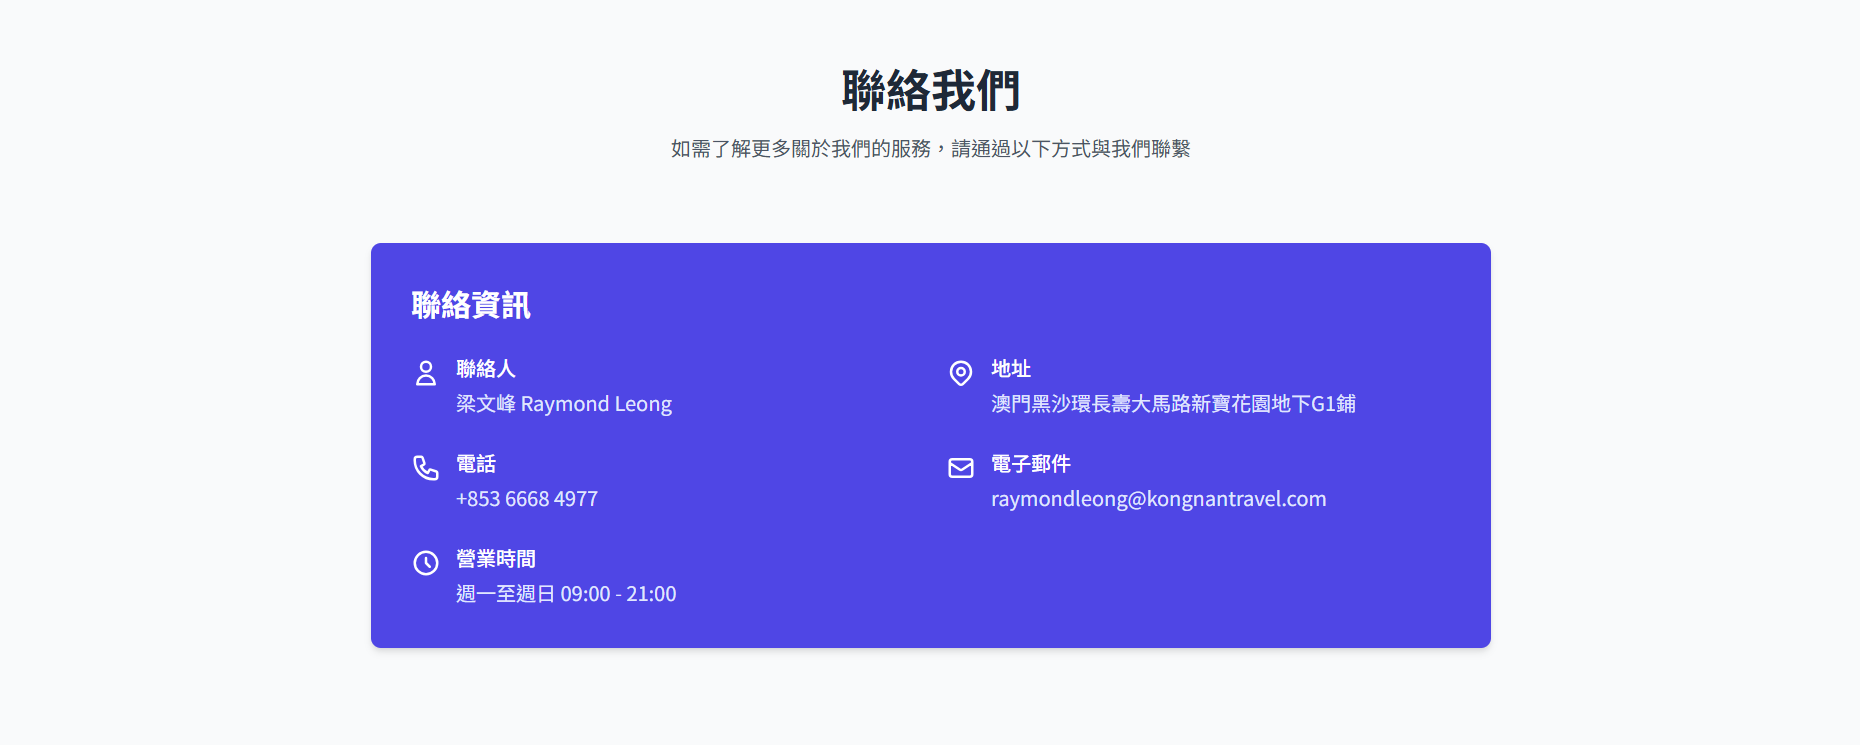 聯絡我們
如需了解更多關於我們的服務，請通過以下方式與我們聯繫
聯絡資訊
聯絡人
梁文峰 Raymond Leong
地址
澳門黑沙環長壽大馬路新寶花園地下G1鋪
電話
+853 6668 4977
電子郵件
raymondleong@kongnantravel.com
營業時間
週一至週日 09:00 - 21:00